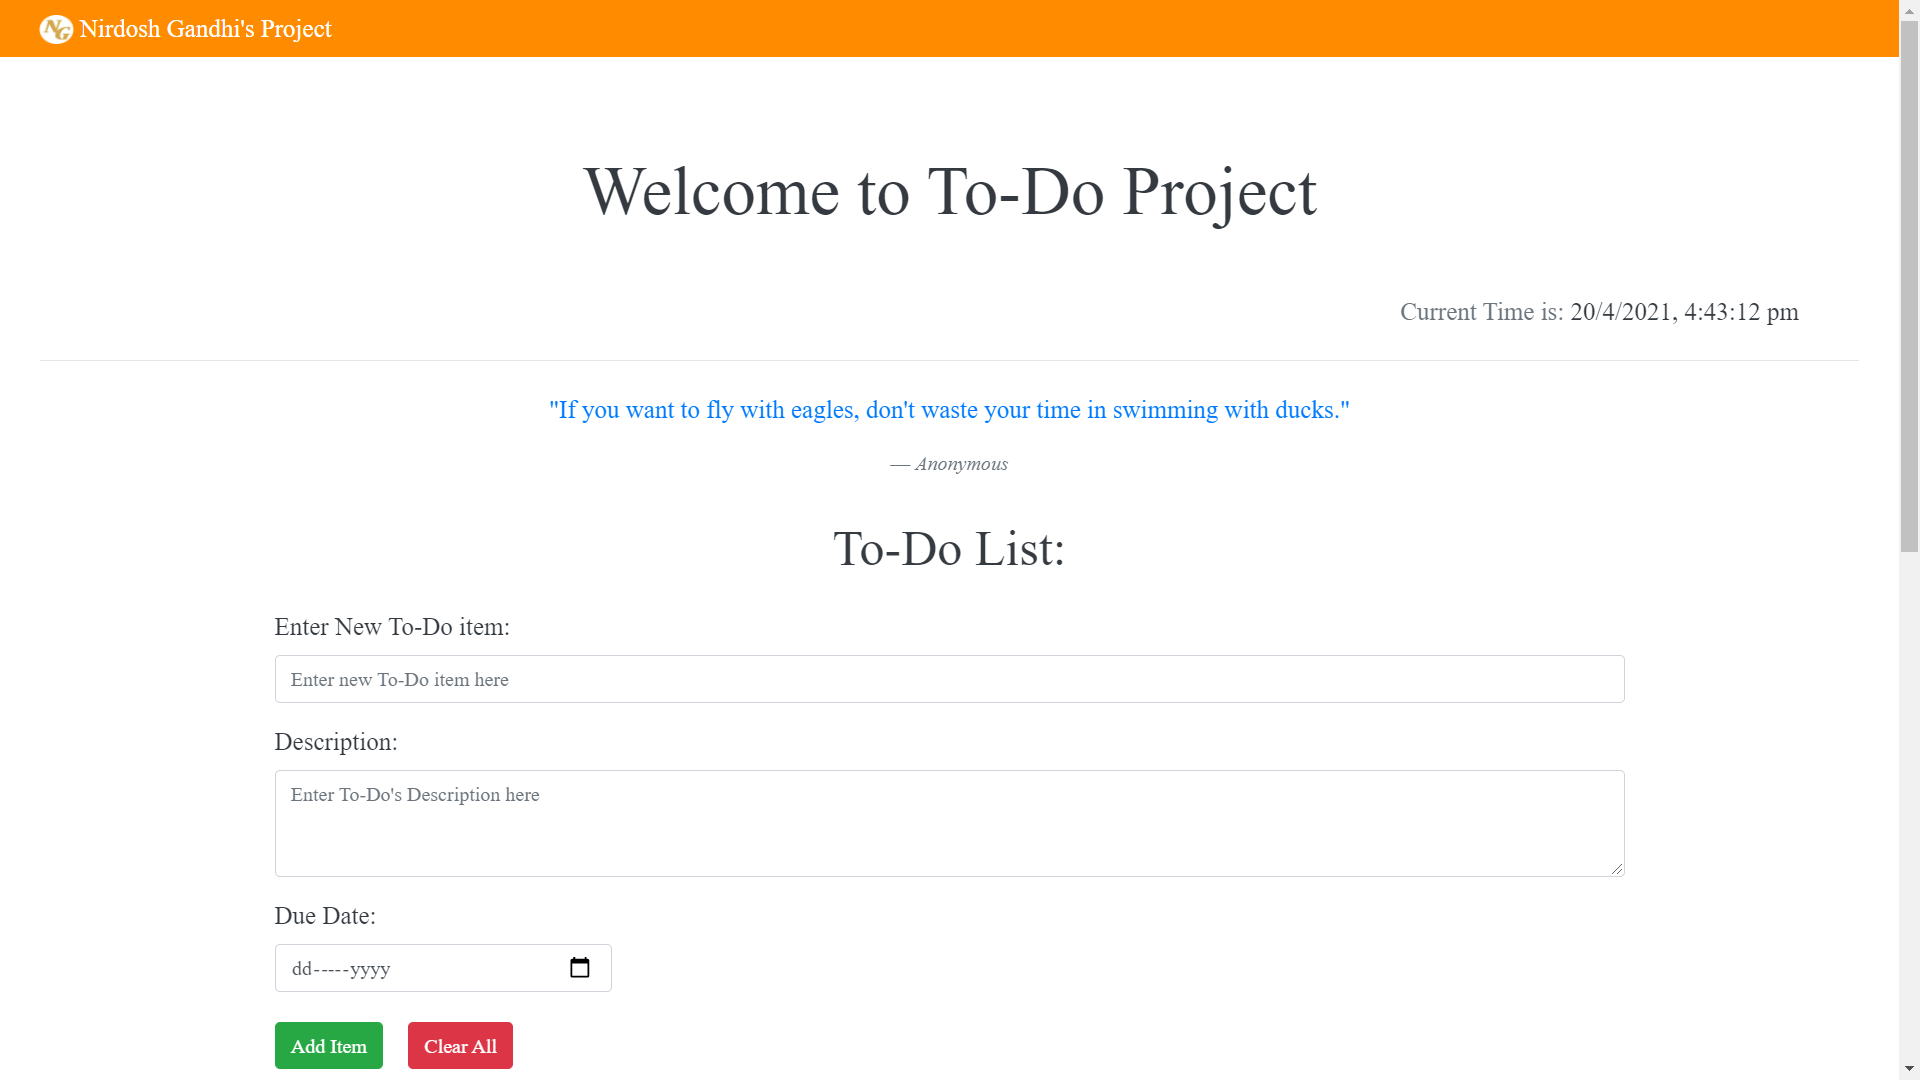 NG Nirdosh Gandhi's Project
Welcome to To-Do Project
Current Time is: 20/4/2021, 4:43:12 pm
"If you want to fly with eagles, don't waste your time in swimming with ducks."
— Anonymous
To-Do List:
Enter New To-Do item:
Enter new To-Do item here
Description:
Enter To-Do's Description here
Due Date:
dd-----yyyy
Add Item Clear All